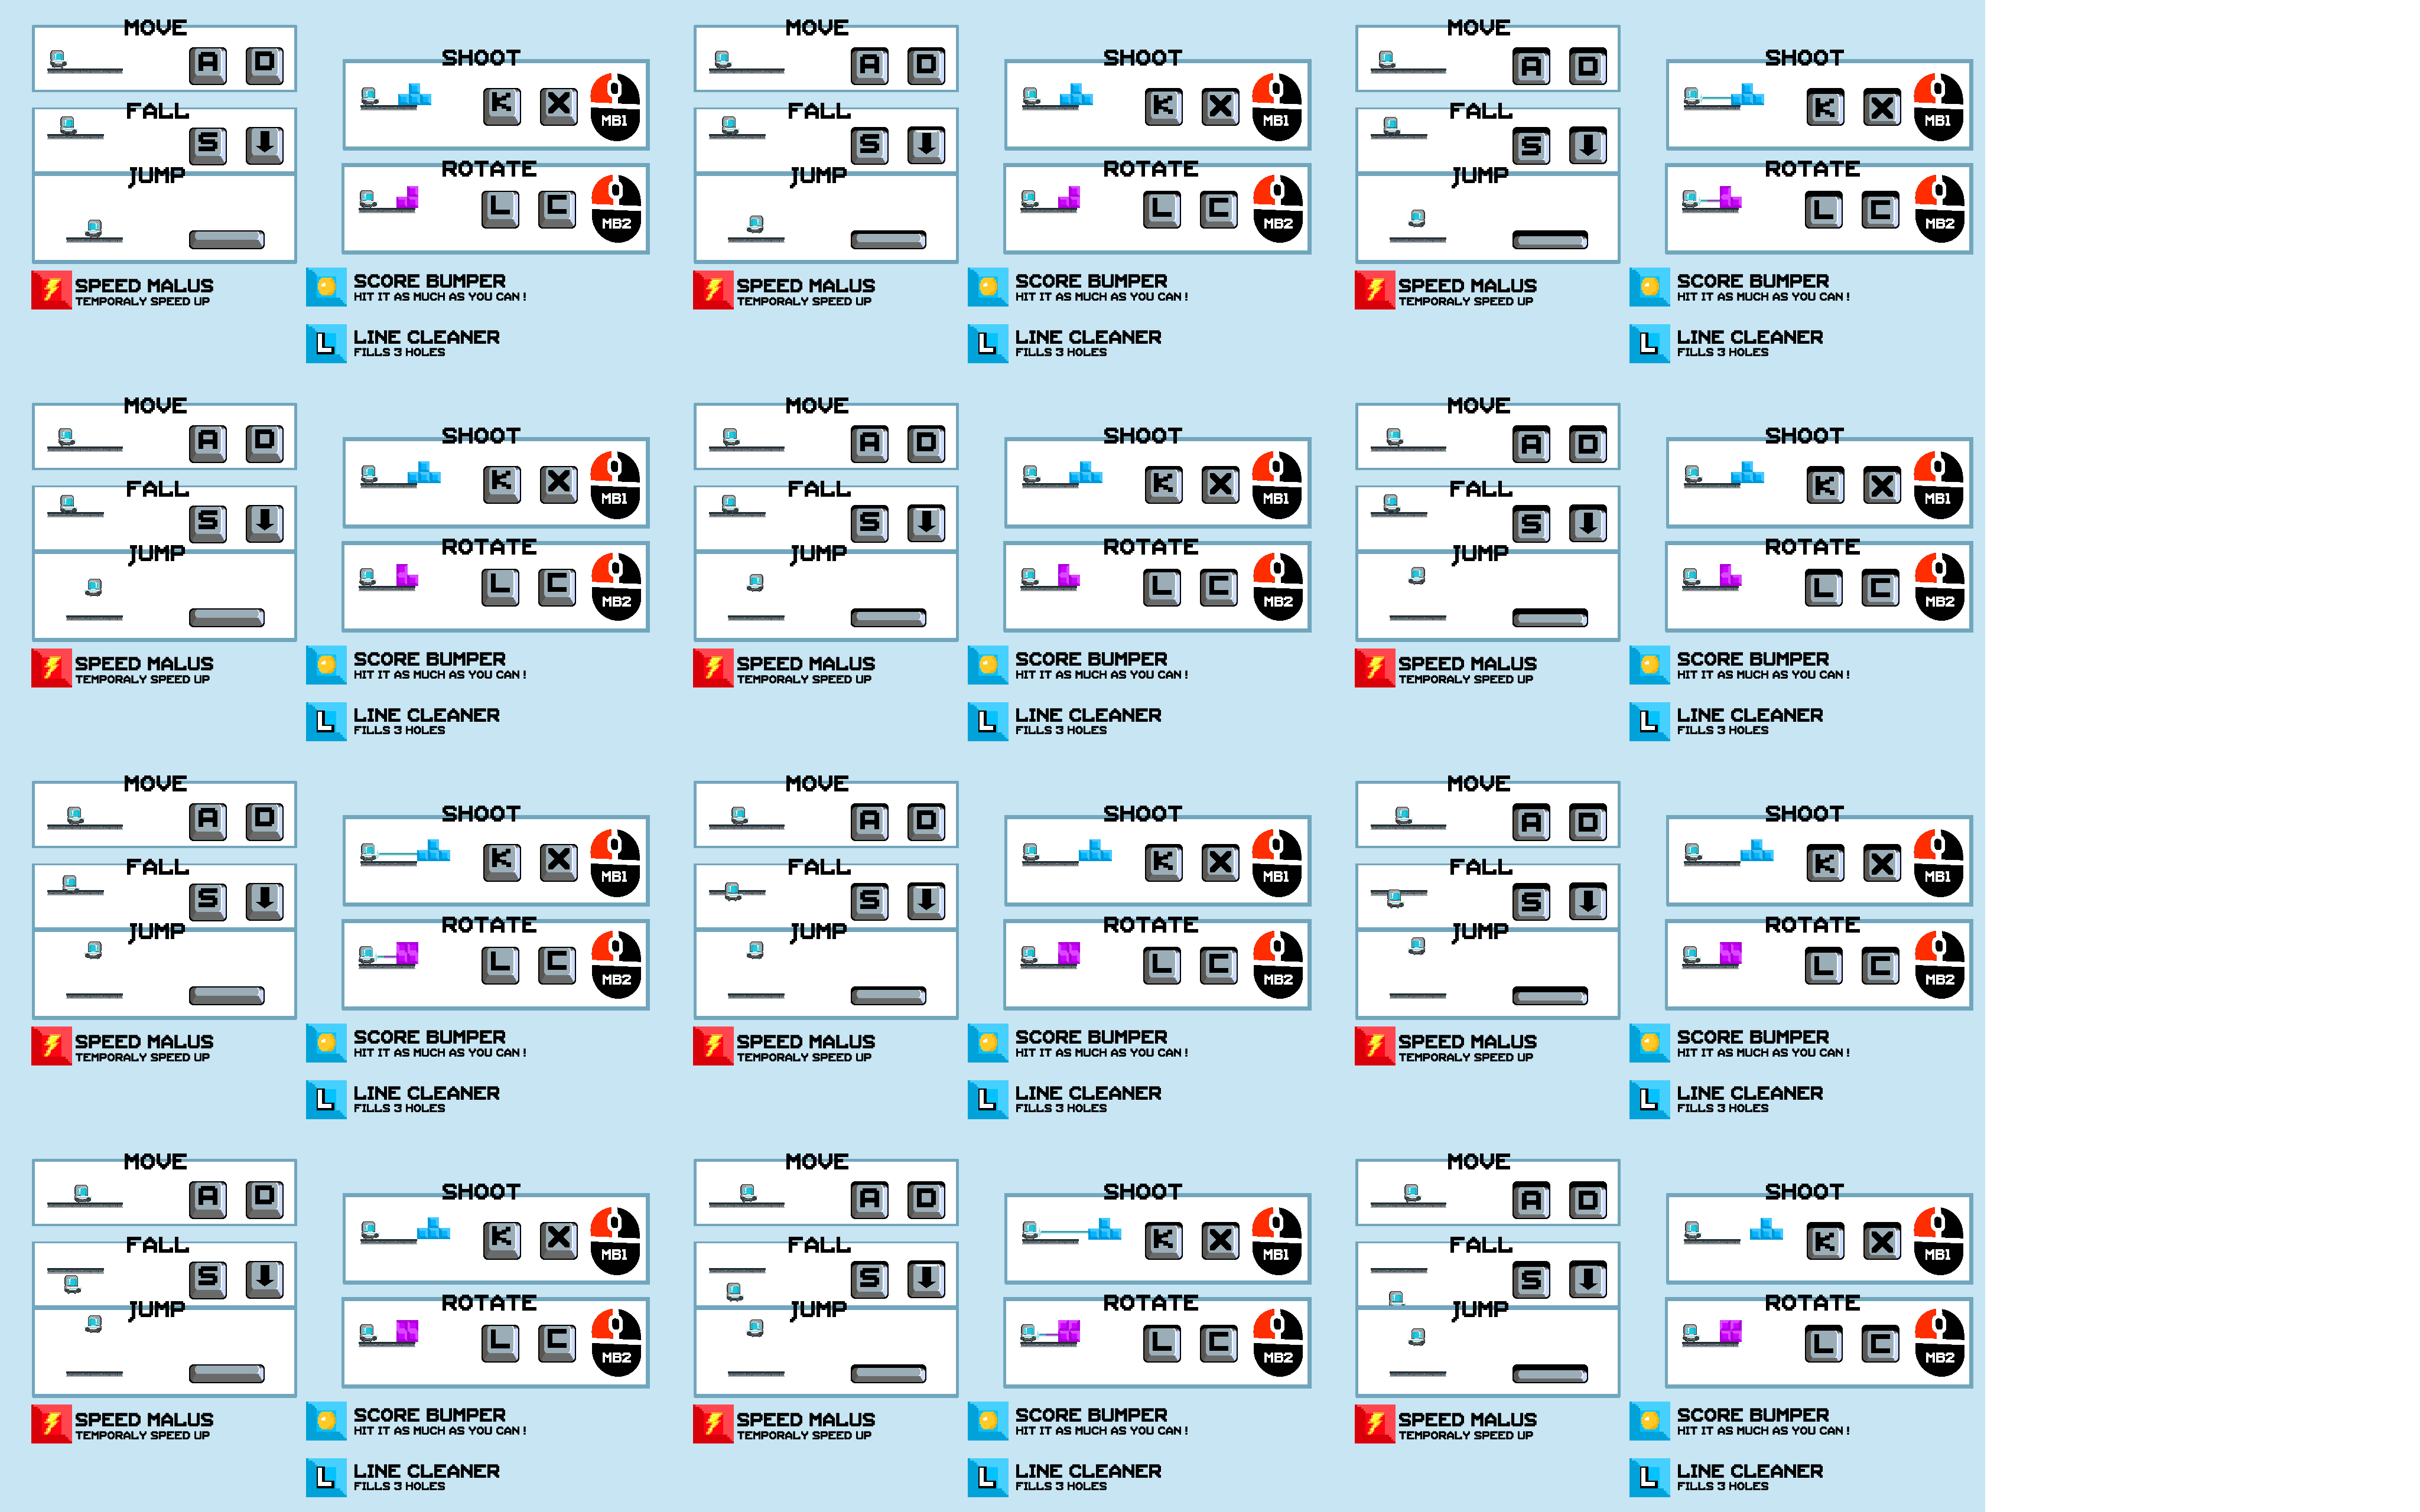 MOVE
A D
FALL
S
JUMP
SHOOT
K X MB1
ROTATE
L C MB2
SPEED MALUS
TEMPORALY SPEED UP
SCORE BUMPER
HIT IT AS MUCH AS YOU CAN !
L LINE CLEANER
FILLS 3 HOLES
MOVE
A D
FALL
S
JUMP
SHOOT
K X MB1
ROTATE
L C MB2
SPEED MALUS
TEMPORALY SPEED UP
SCORE BUMPER
HIT IT AS MUCH AS YOU CAN !
L LINE CLEANER
FILLS 3 HOLES
MOVE
A D
FALL
S
JUMP
SHOOT
K X MB1
ROTATE
L C MB2
SPEED MALUS
TEMPORALY SPEED UP
SCORE BUMPER
HIT IT AS MUCH AS YOU CAN !
L LINE CLEANER
FILLS 3 HOLES
MOVE
A D
FALL
S
JUMP
SHOOT
K X MB1
ROTATE
L C MB2
SPEED MALUS
TEMPORALY SPEED UP
SCORE BUMPER
HIT IT AS MUCH AS YOU CAN !
L LINE CLEANER
FILLS 3 HOLES
MOVE
A D
FALL
S
JUMP
SHOOT
K X MB1
ROTATE
L C MB2
SPEED MALUS
TEMPORALY SPEED UP
SCORE BUMPER
HIT IT AS MUCH AS YOU CAN !
L LINE CLEANER
FILLS 3 HOLES
MOVE
A D
FALL
S
JUMP
SHOOT
K X MB1
ROTATE
L C MB2
SPEED MALUS
TEMPORALY SPEED UP
SCORE BUMPER
HIT IT AS MUCH AS YOU CAN !
L LINE CLEANER
FILLS 3 HOLES
MOVE
A D
FALL
S
JUMP
SHOOT
K X MB1
ROTATE
L C MB2
SPEED MALUS
TEMPORALY SPEED UP
SCORE BUMPER
HIT IT AS MUCH AS YOU CAN !
L LINE CLEANER
FILLS 3 HOLES
MOVE
A D
FALL
S
JUMP
SHOOT
K X MB1
ROTATE
L C MB2
SPEED MALUS
TEMPORALY SPEED UP
SCORE BUMPER
HIT IT AS MUCH AS YOU CAN !
L LINE CLEANER
FILLS 3 HOLES
MOVE
A D
FALL
S
JUMP
SHOOT
K X MB1
ROTATE
L C MB2
SPEED MALUS
TEMPORALY SPEED UP
SCORE BUMPER
HIT IT AS MUCH AS YOU CAN !
L LINE CLEANER
FILLS 3 HOLES
MOVE
A D
FALL
S
JUMP
SHOOT
K X MB1
ROTATE
L C MB2
SPEED MALUS
TEMPORALY SPEED UP
SCORE BUMPER
HIT IT AS MUCH AS YOU CAN !
L LINE CLEANER
FILLS 3 HOLES
MOVE
A D
FALL
S
JUMP
SHOOT
K X MB1
ROTATE
L C MB2
SPEED MALUS
TEMPORALY SPEED UP
SCORE BUMPER
HIT IT AS MUCH AS YOU CAN !
L LINE CLEANER
FILLS 3 HOLES
MOVE
A D
FALL
S
JUMP
SHOOT
K X MB1
ROTATE
L C MB2
SPEED MALUS
TEMPORALY SPEED UP
SCORE BUMPER
HIT IT AS MUCH AS YOU CAN !
L LINE CLEANER
FILLS 3 HOLES